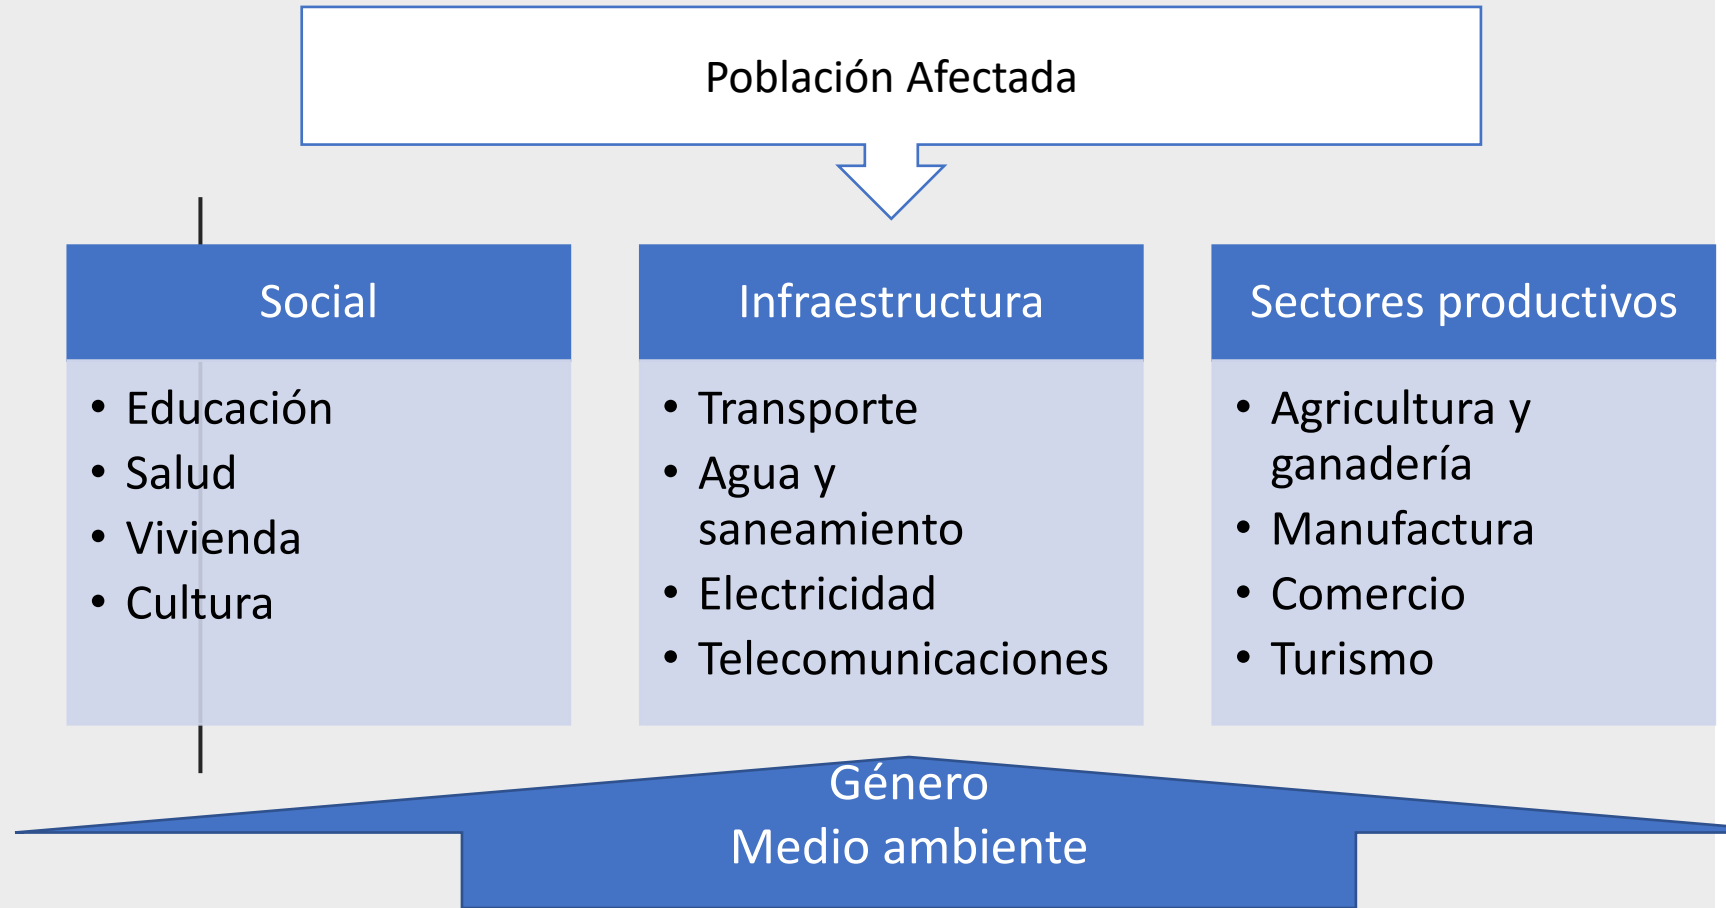 Población Afectada
Social
• Educación
• Salud
• Vivienda
• Cultura
Infraestructura
• Transporte
• Agua y
saneamiento
• Electricidad
• Telecomunicaciones
Sectores productivos
• Agricultura y
ganadería
• Manufactura
• Comercio
• Turismo
Género
Medio ambiente